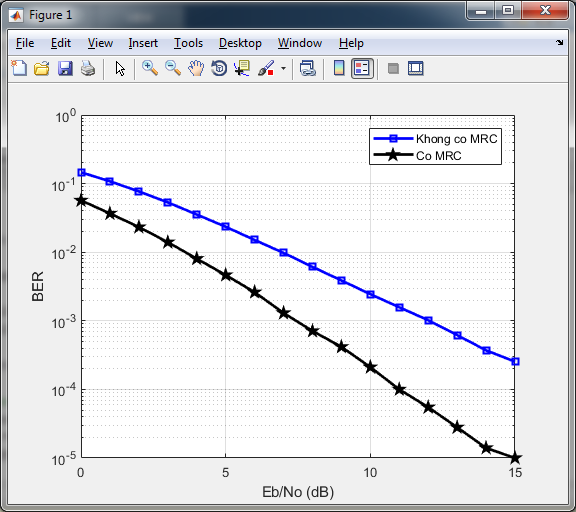 Figure 1
File Edit View Insert Tools Desktop Window Help
Khong co MRC
Co MRC
10^0
10^-1
10^-2
10^-3
10^-4
10^-5
BER
0 5 10 15
Eb/No (dB)